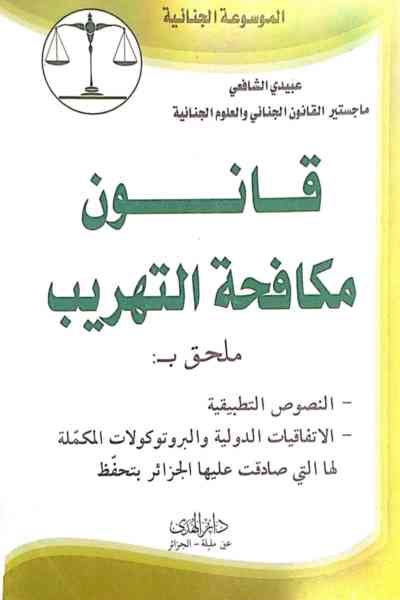 الموسوعة الجنائية
عبيدي الشافعي
ماجستير القانون الجنائي والعلوم الجنائية
قانون
مكافحة التهريب
ملحق بـ:
- النصوص التطبيقية
- الاتفاقيات الدولية والبروتوكولات المكمّلة
لها التي صادقت عليها الجزائر بتحفّظ
دار الهدى
عين مليلة - الجزائر